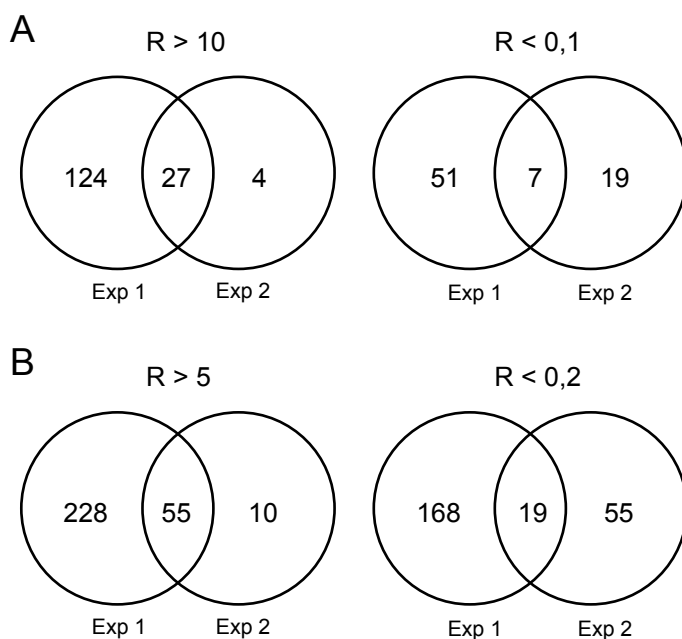 A
R > 10
R < 0,1
124 27 4
51 7 19
Exp 1 Exp 2
Exp 1 Exp 2
B
R > 5
R < 0,2
228 55 10
168 19 55
Exp 1 Exp 2
Exp 1 Exp 2